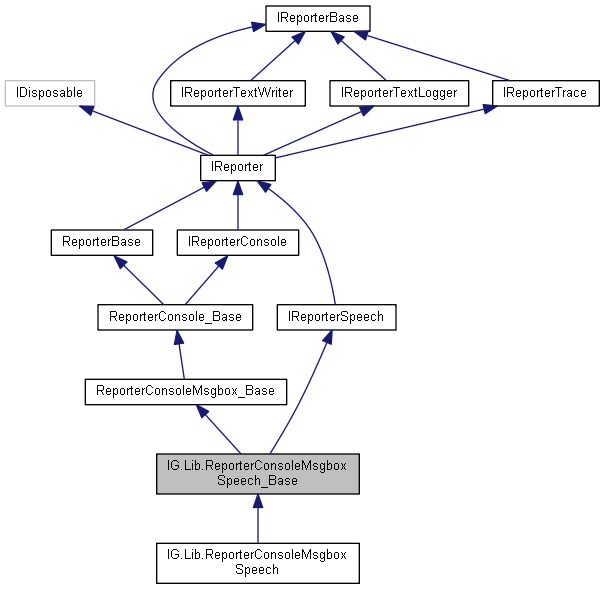 IReporterBase
IDisposable
IReporterTextWriter
IReporterTextLogger
IReporterTrace
IReporter
ReporterBase
IReporterConsole
ReporterConsole_Base
IReporterSpeech
ReporterConsoleMsgbox_Base
IG.Lib.ReporterConsoleMsgbox
Speech_Base
IG.Lib.ReporterConsoleMsgbox
Speech